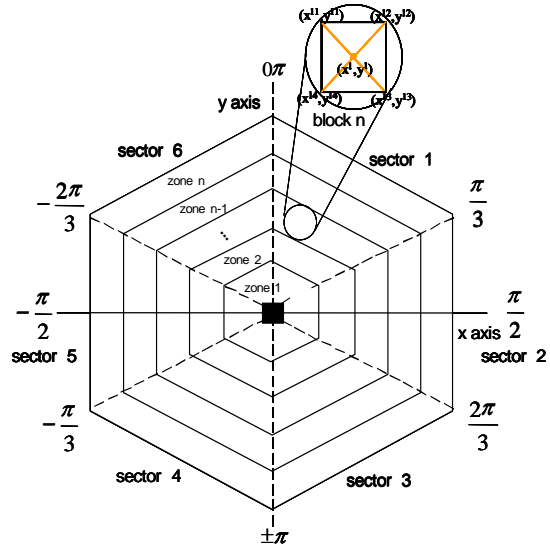 (x¹¹,y¹¹) (x¹²,y¹²)
(x¹,y¹)
(x¹⁴,y¹⁴) (x¹³,y¹³)
block n
0π
y axis
sector 6
sector 1
zone n
zone n-1
...
zone 2
zone 1
-2π/3
π/3
-π/2
π/2
x axis
sector 5
sector 2
-π/3
2π/3
sector 4
sector 3
±π